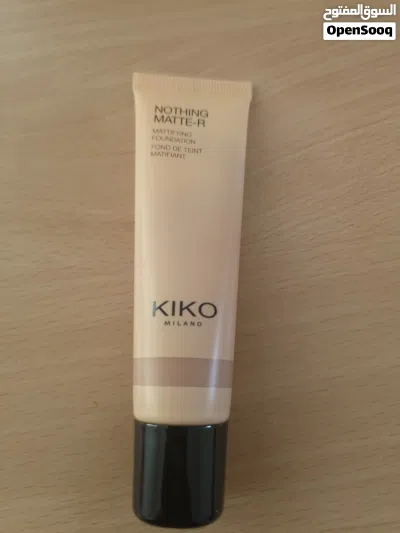 السوق المفتوح
OpenSooq
NOTHING
MATTE-R
MATTIFYING
FOUNDATION
FOND DE TEINT
MATIFIANT
KIKO
MILANO